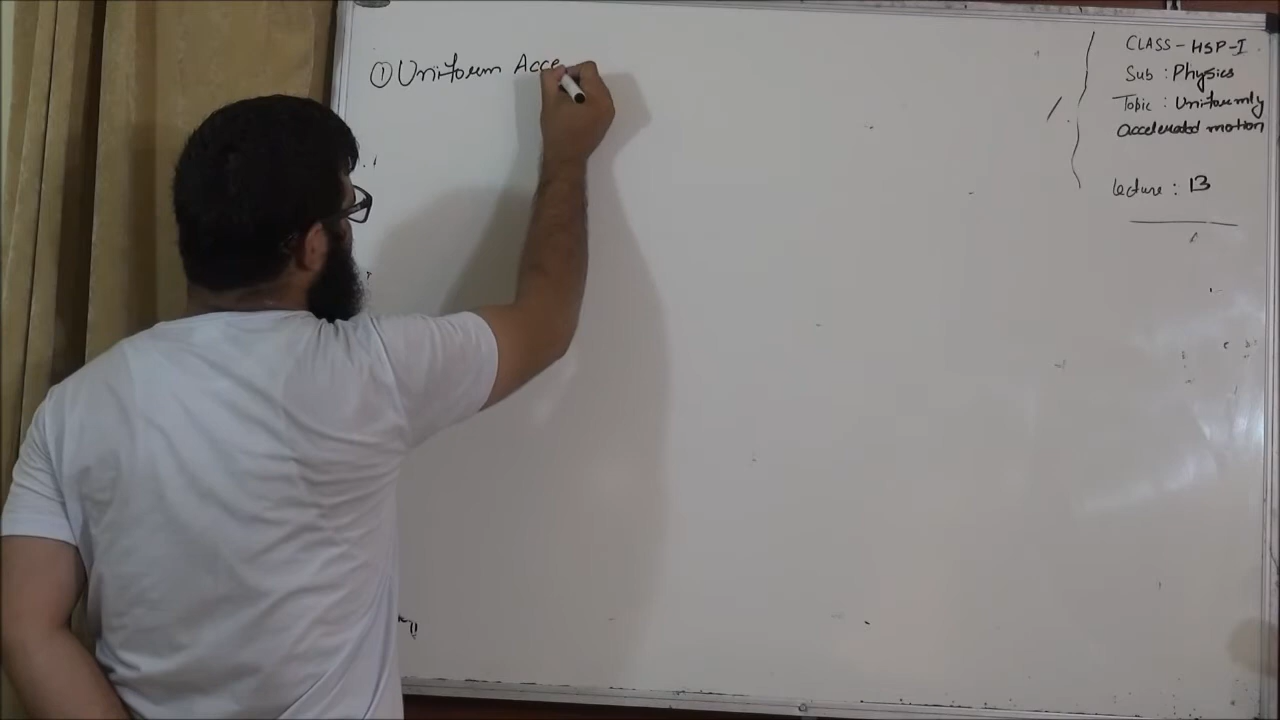 ① Uniform Acce
CLASS - HSP-I
Sub : Physics
Topic : Uniformly
accelerated motion
Lecture : 13